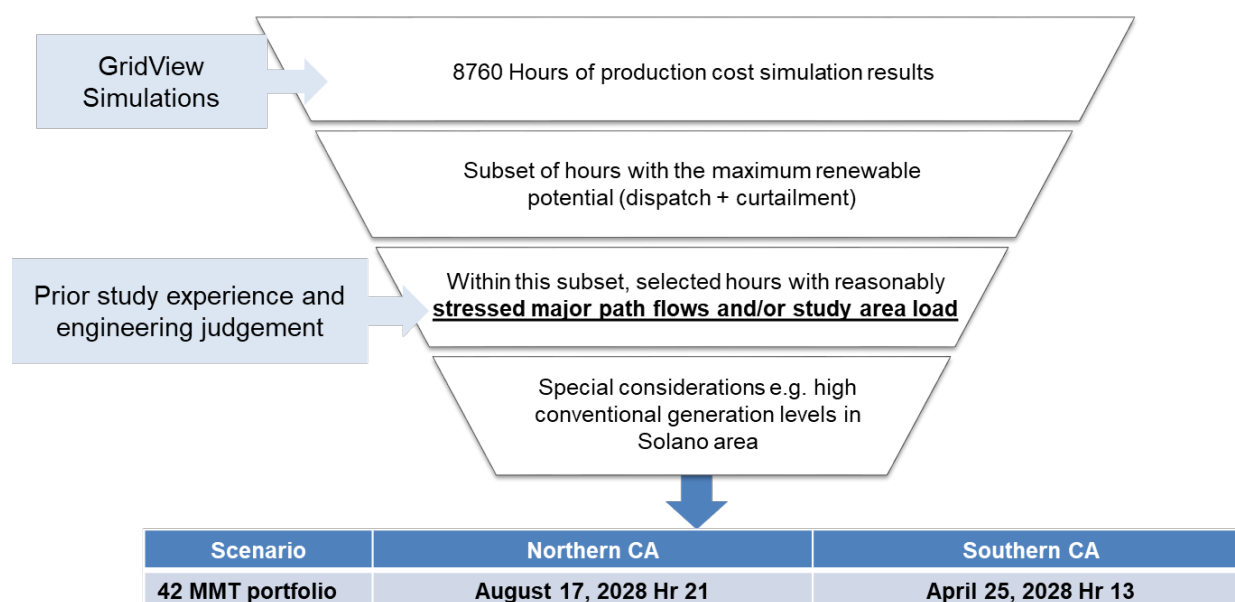 GridView
Simulations
8760 Hours of production cost simulation results
Subset of hours with the maximum renewable
potential (dispatch + curtailment)
Prior study experience and
engineering judgement
Within this subset, selected hours with reasonably
stressed major path flows and/or study area load
Special considerations e.g. high
conventional generation levels in
Solano area
Scenario Northern CA Southern CA
42 MMT portfolio August 17, 2028 Hr 21 April 25, 2028 Hr 13